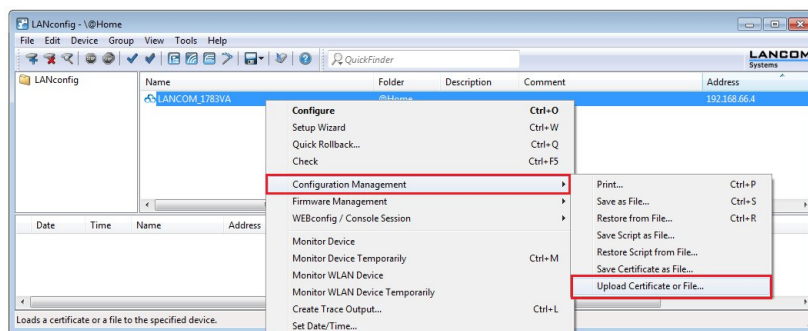 LANconfig - \@Home
File Edit Device Group View Tools Help
QuickFinder
LANCOM
Systems
LANconfig
Name Folder Description Comment Address
LANCOM_1783VA @Home 192.168.66.4
Configure Ctrl+O
Setup Wizard Ctrl+W
Quick Rollback... Ctrl+Q
Check Ctrl+F5
Configuration Management
Firmware Management
WEBconfig / Console Session
Monitor Device
Monitor Device Temporarily Ctrl+M
Monitor WLAN Device
Monitor WLAN Device Temporarily
Create Trace Output... Ctrl+L
Set Date/Time...
Print... Ctrl+P
Save as File... Ctrl+S
Restore from File... Ctrl+R
Save Script as File...
Restore Script from File...
Save Certificate as File...
Upload Certificate or File...
Date Time Name Address
Loads a certificate or a file to the specified device.